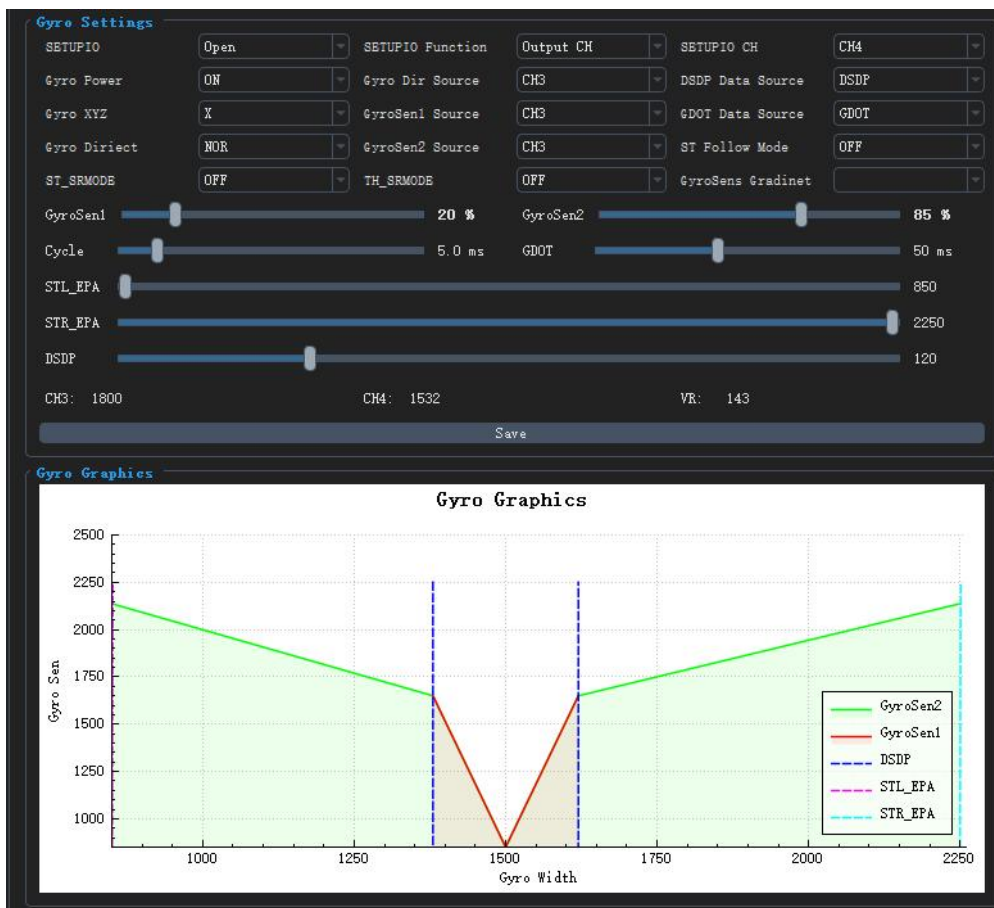 Gyro Settings
SETUPIO Open SETUPIO Function Output CH SETUPIO CH CH4
Gyro Power ON Gyro Dir Source CH3 DSDP Data Source DSDP
Gyro XYZ X GyroSen1 Source CH3 GDOT Data Source GDOT
Gyro Diriect NOR GyroSen2 Source CH3 ST Follow Mode OFF
ST_SRMODE OFF TH_SRMODE OFF GyroSens Gradinet
GyroSen1 20 % GyroSen2 85 %
Cycle 5.0 ms GDOT 50 ms
STL_EPA 850
STR_EPA 2250
DSDP 120
CH3: 1800 CH4: 1532 VR: 143
Save
Gyro Graphics
Gyro Graphics
2500
2250
2000
1750
1500
1250
1000
Gyro Sen
GyroSen2
GyroSen1
DSDP
STL_EPA
STR_EPA
1000 1250 1500 1750 2000 2250
Gyro Width